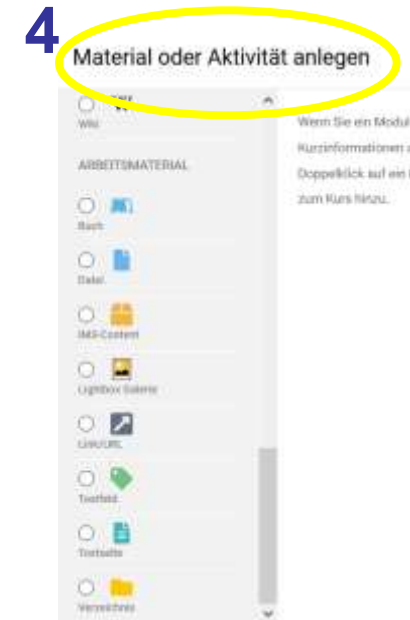 4
Material oder Aktivität anlegen
Wiki
Wenn Sie ein Modul
Kurzinformationen
Doppelklick auf ein
zum Kurs hinzu.
ARBEITSMATERIAL
Buch
Datei
IMS-Content
Lightbox Galerie
Link/URL
Textfeld
Textseite
Verzeichnis